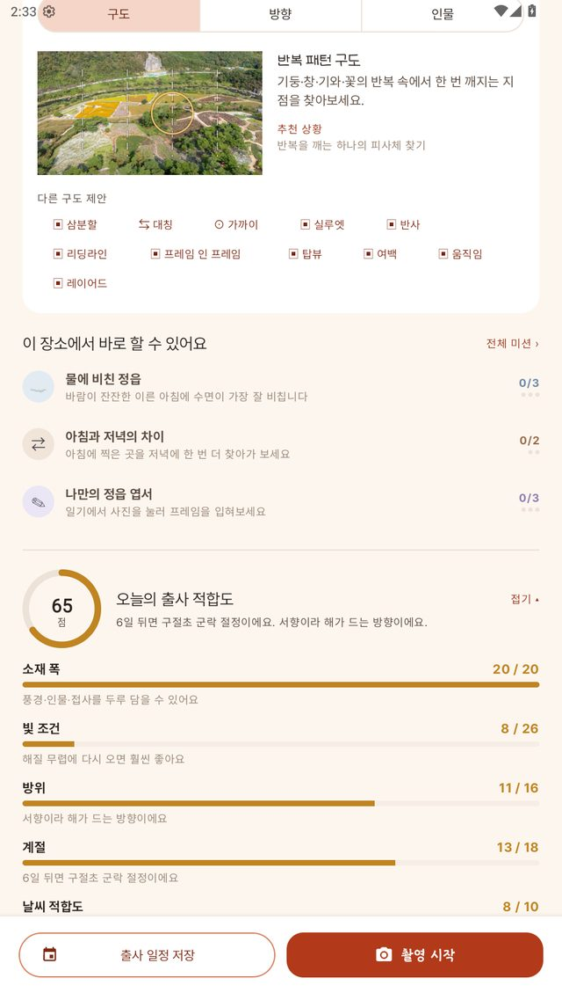 2:33
구도
방향
인물
반복 패턴 구도
기둥·창·기와·꽃의 반복 속에서 한 번 깨지는 지
점을 찾아보세요.
추천 상황
반복을 깨는 하나의 피사체 찾기
다른 구도 제안
삼분할
대칭
가까이
실루엣
반사
리딩라인
프레임 인 프레임
탑뷰
여백
움직임
레이어드
이 장소에서 바로 할 수 있어요
전체 미션 ›
물에 비친 정읍
바람이 잔잔한 이른 아침에 수면이 가장 잘 비칩니다
0/3
아침과 저녁의 차이
아침에 찍은 곳을 저녁에 한 번 더 찾아가 보세요
0/2
나만의 정읍 엽서
일기에서 사진을 눌러 프레임을 입혀보세요
0/3
65
점
오늘의 출사 적합도
접기
6일 뒤면 구절초 군락 절정이에요. 서향이라 해가 드는 방향이에요.
소재 폭
20 / 20
풍경·인물·접사를 두루 담을 수 있어요
빛 조건
8 / 26
해질 무렵에 다시 오면 훨씬 좋아요
방위
11 / 16
서향이라 해가 드는 방향이에요
계절
13 / 18
6일 뒤면 구절초 군락 절정이에요
날씨 적합도
8 / 10
출사 일정 저장
촬영 시작